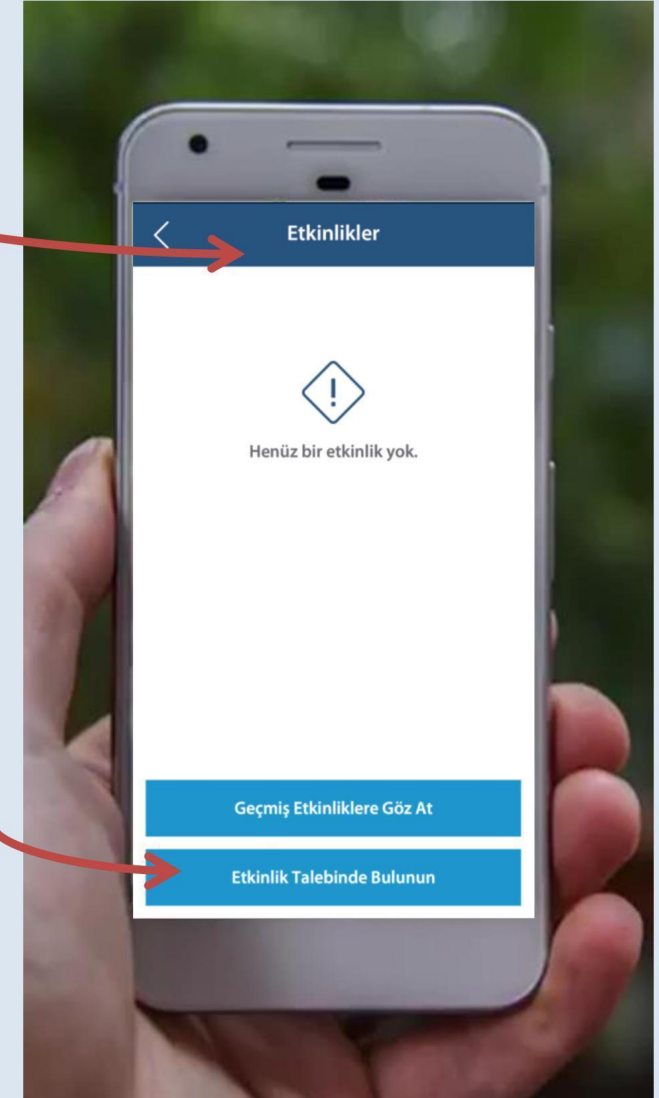 Etkinlikler
Henüz bir etkinlik yok.
Geçmiş Etkinliklere Göz At
Etkinlik Talebinde Bulunun